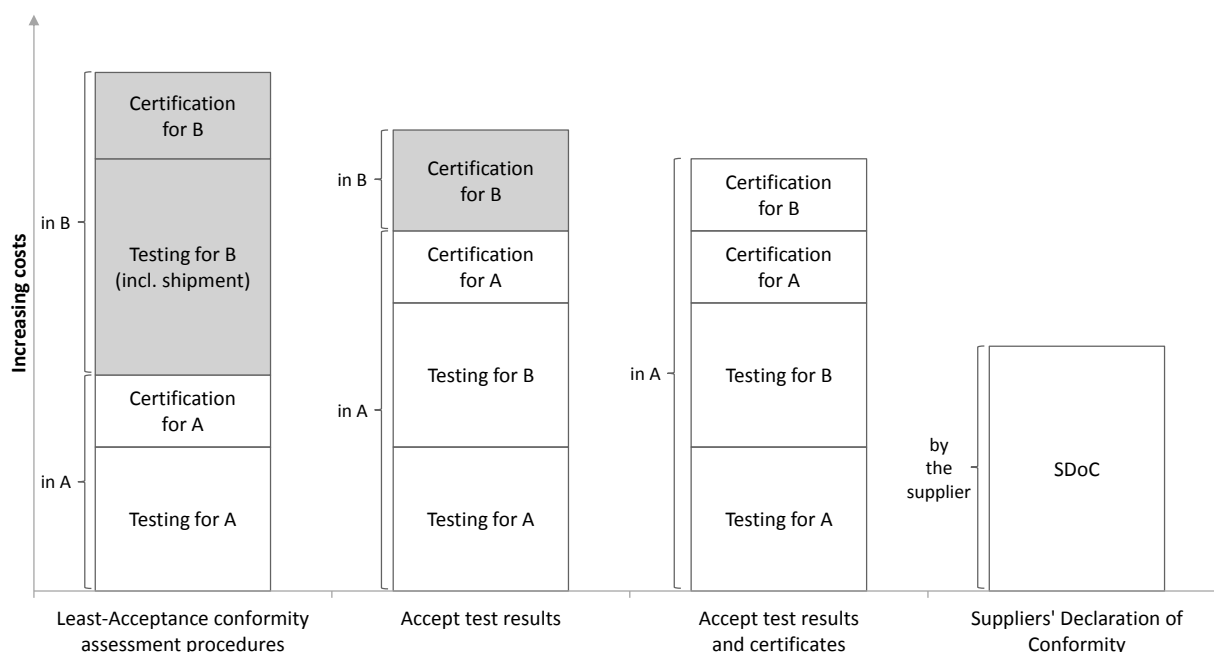 Increasing costs
in B
Certification
for B
Testing for B
(incl. shipment)
in A
Certification
for A
Testing for A
Least-Acceptance conformity
assessment procedures
in B
Certification
for B
in A
Certification
for A
Testing for B
Testing for A
Accept test results
in A
Certification
for B
Certification
for A
Testing for B
Testing for A
Accept test results
and certificates
by
the
supplier
SDoC
Suppliers' Declaration of
Conformity